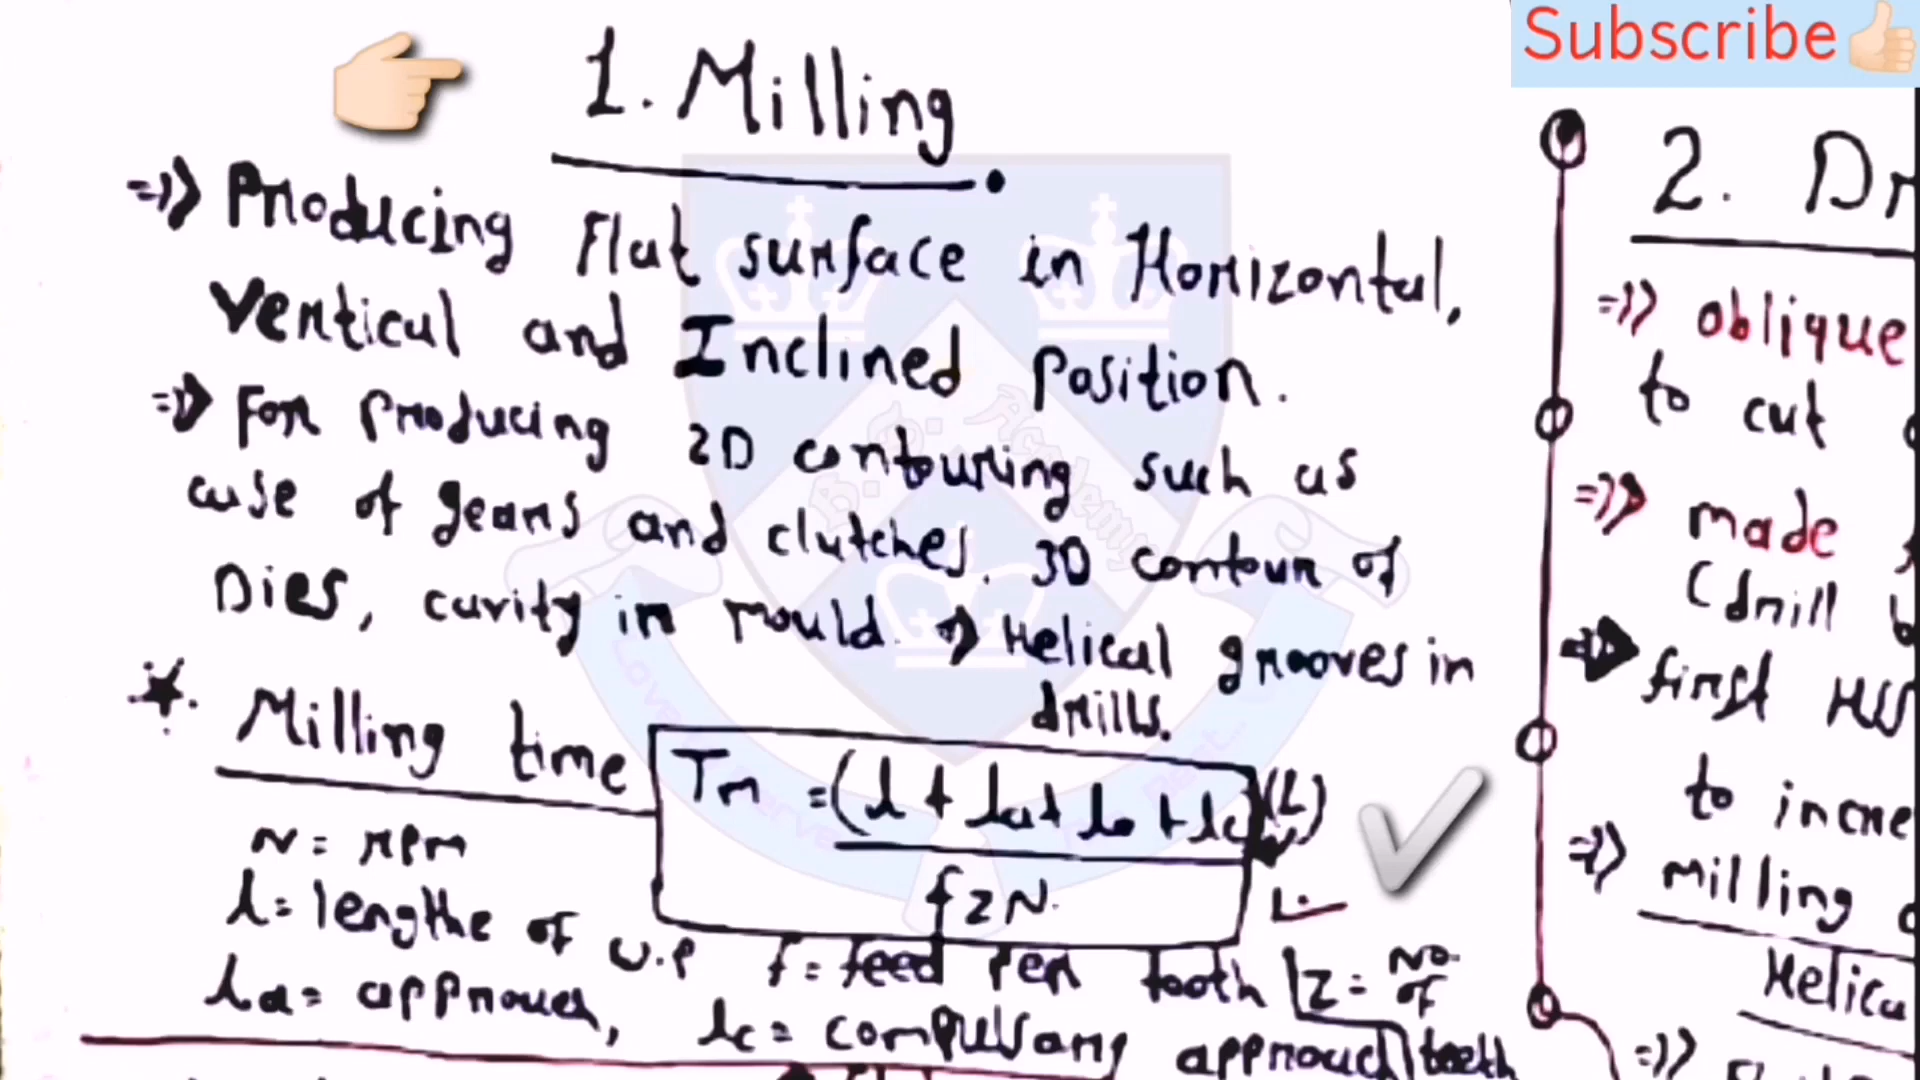 Subscribe
1. Milling
=>> Producing Flat surface in Horizontal,
Vertical and Inclined Position.
=>> For Producing 2D contouring such as
case of gears and clutches. 3D contour of
Dies, cavity in mould. => Helical grooves in
drills.
* Milling time Tm = (l + la + lo + lc) (L)
fzN.
N = rpm
l = lengthe of w.p f = feed per tooth Z = No. of teeth
la = approach, lc = compulsory approach
2. Dr
=>> oblique
to cut
=>> made
(drill b
first HSS
to incre
=>> milling
Helica
=>>
B. Academy